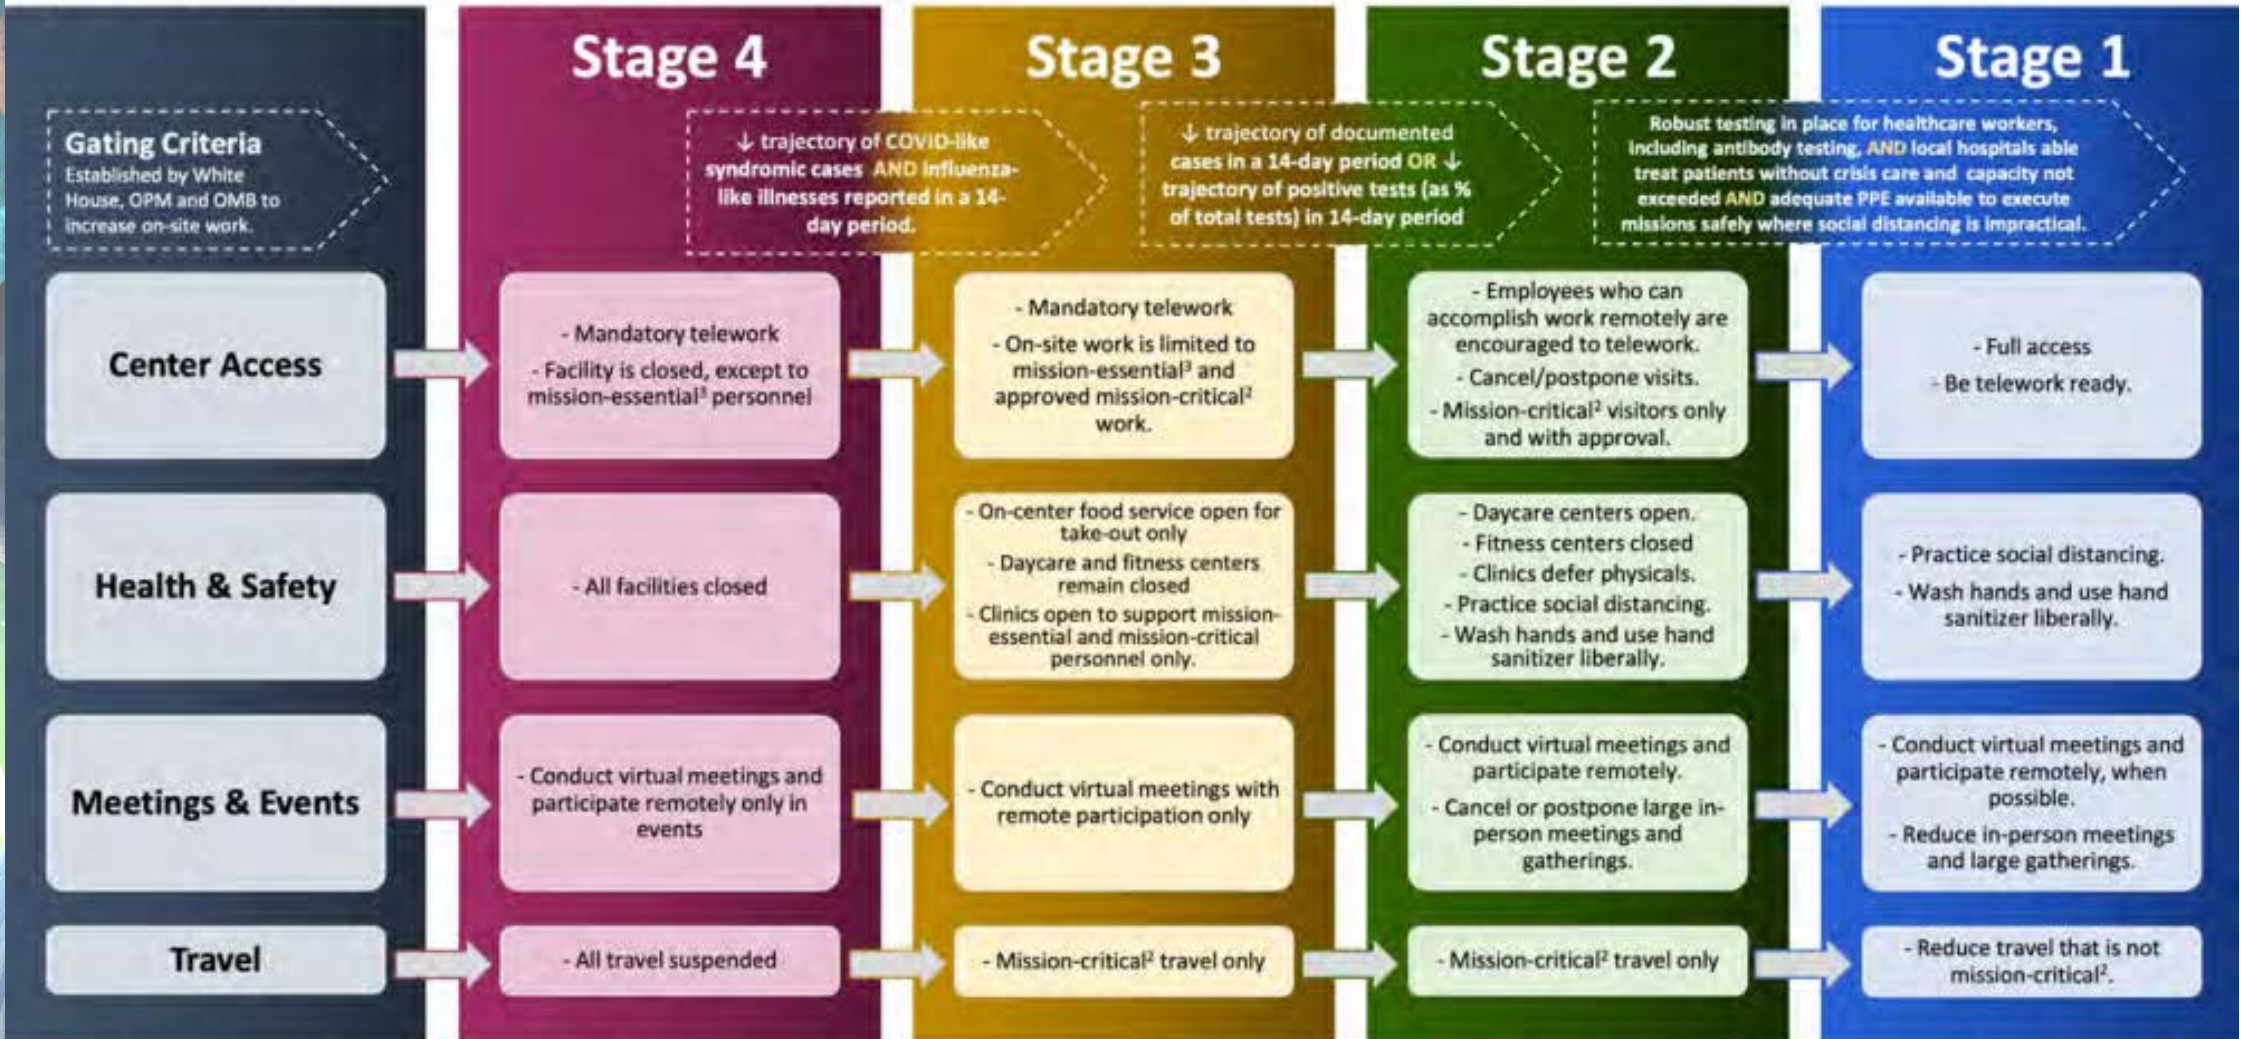 Stage 4
Stage 3
Stage 2
Stage 1
Gating Criteria
Established by White
House, OPM and OMB to
increase on-site work.
↓ trajectory of COVID-like
syndromic cases AND influenza-
like illnesses reported in a 14-
day period.
↓ trajectory of documented
cases in a 14-day period OR ↓
trajectory of positive tests (as %
of total tests) in 14-day period
Robust testing in place for healthcare workers,
including antibody testing, AND local hospitals able
treat patients without crisis care and capacity not
exceeded AND adequate PPE available to execute
missions safely where social distancing is impractical.
Center Access
- Mandatory telework
- Facility is closed, except to
mission-essential³ personnel
- Mandatory telework
- On-site work is limited to
mission-essential³ and
approved mission-critical²
work.
- Employees who can
accomplish work remotely are
encouraged to telework.
- Cancel/postpone visits.
- Mission-critical² visitors only
and with approval.
- Full access
- Be telework ready.
Health & Safety
- All facilities closed
- On-center food service open for
take-out only
- Daycare and fitness centers
remain closed
- Clinics open to support mission-
essential and mission-critical
personnel only.
- Daycare centers open.
- Fitness centers closed
- Clinics defer physicals.
- Practice social distancing.
- Wash hands and use hand
sanitizer liberally.
- Practice social distancing.
- Wash hands and use hand
sanitizer liberally.
Meetings & Events
- Conduct virtual meetings and
participate remotely only in
events
- Conduct virtual meetings with
remote participation only
- Conduct virtual meetings and
participate remotely.
- Cancel or postpone large in-
person meetings and
gatherings.
- Conduct virtual meetings and
participate remotely, when
possible.
- Reduce in-person meetings
and large gatherings.
Travel
- All travel suspended
- Mission-critical² travel only
- Mission-critical² travel only
- Reduce travel that is not
mission-critical².